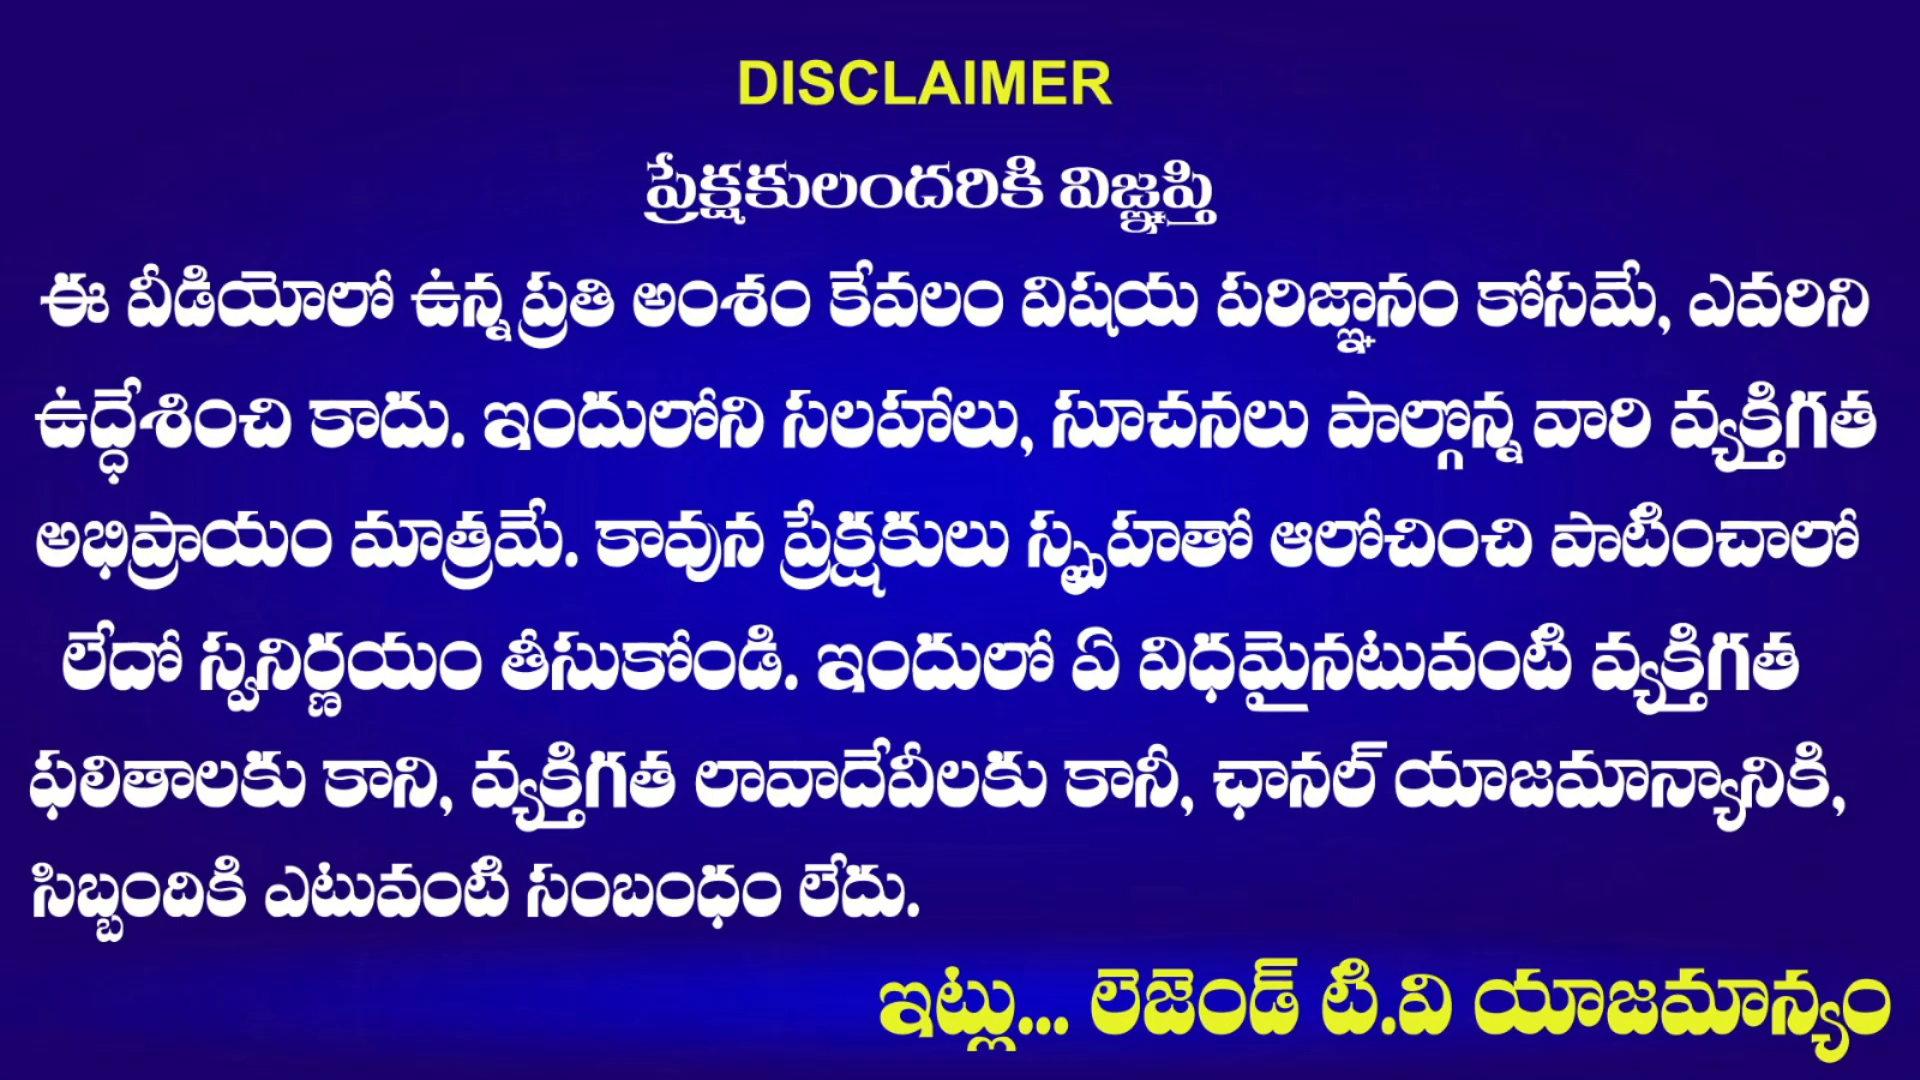 DISCLAIMER
ప్రేక్షకులందరికి విజ్ఞప్తి
ఈ వీడియోలో ఉన్న ప్రతి అంశం కేవలం విషయ పరిజ్ఞానం కోసమే, ఎవరిని
ఉద్ధేశించి కాదు. ఇందులోని సలహాలు, సూచనలు పాల్గొన్న వారి వ్యక్తిగత
అభిప్రాయం మాత్రమే. కావున ప్రేక్షకులు స్పృహతో ఆలోచించి పాటించాలో
లేదో స్వనిర్ణయం తీసుకోండి. ఇందులో ఏ విధమైనటువంటి వ్యక్తిగత
ఫలితాలకు కాని, వ్యక్తిగత లావాదేవీలకు కానీ, ఛానల్ యాజమాన్యానికి,
సిబ్బందికి ఎటువంటి సంబంధం లేదు.
ఇట్లు... లెజెండ్ టి.వి యాజమాన్యం